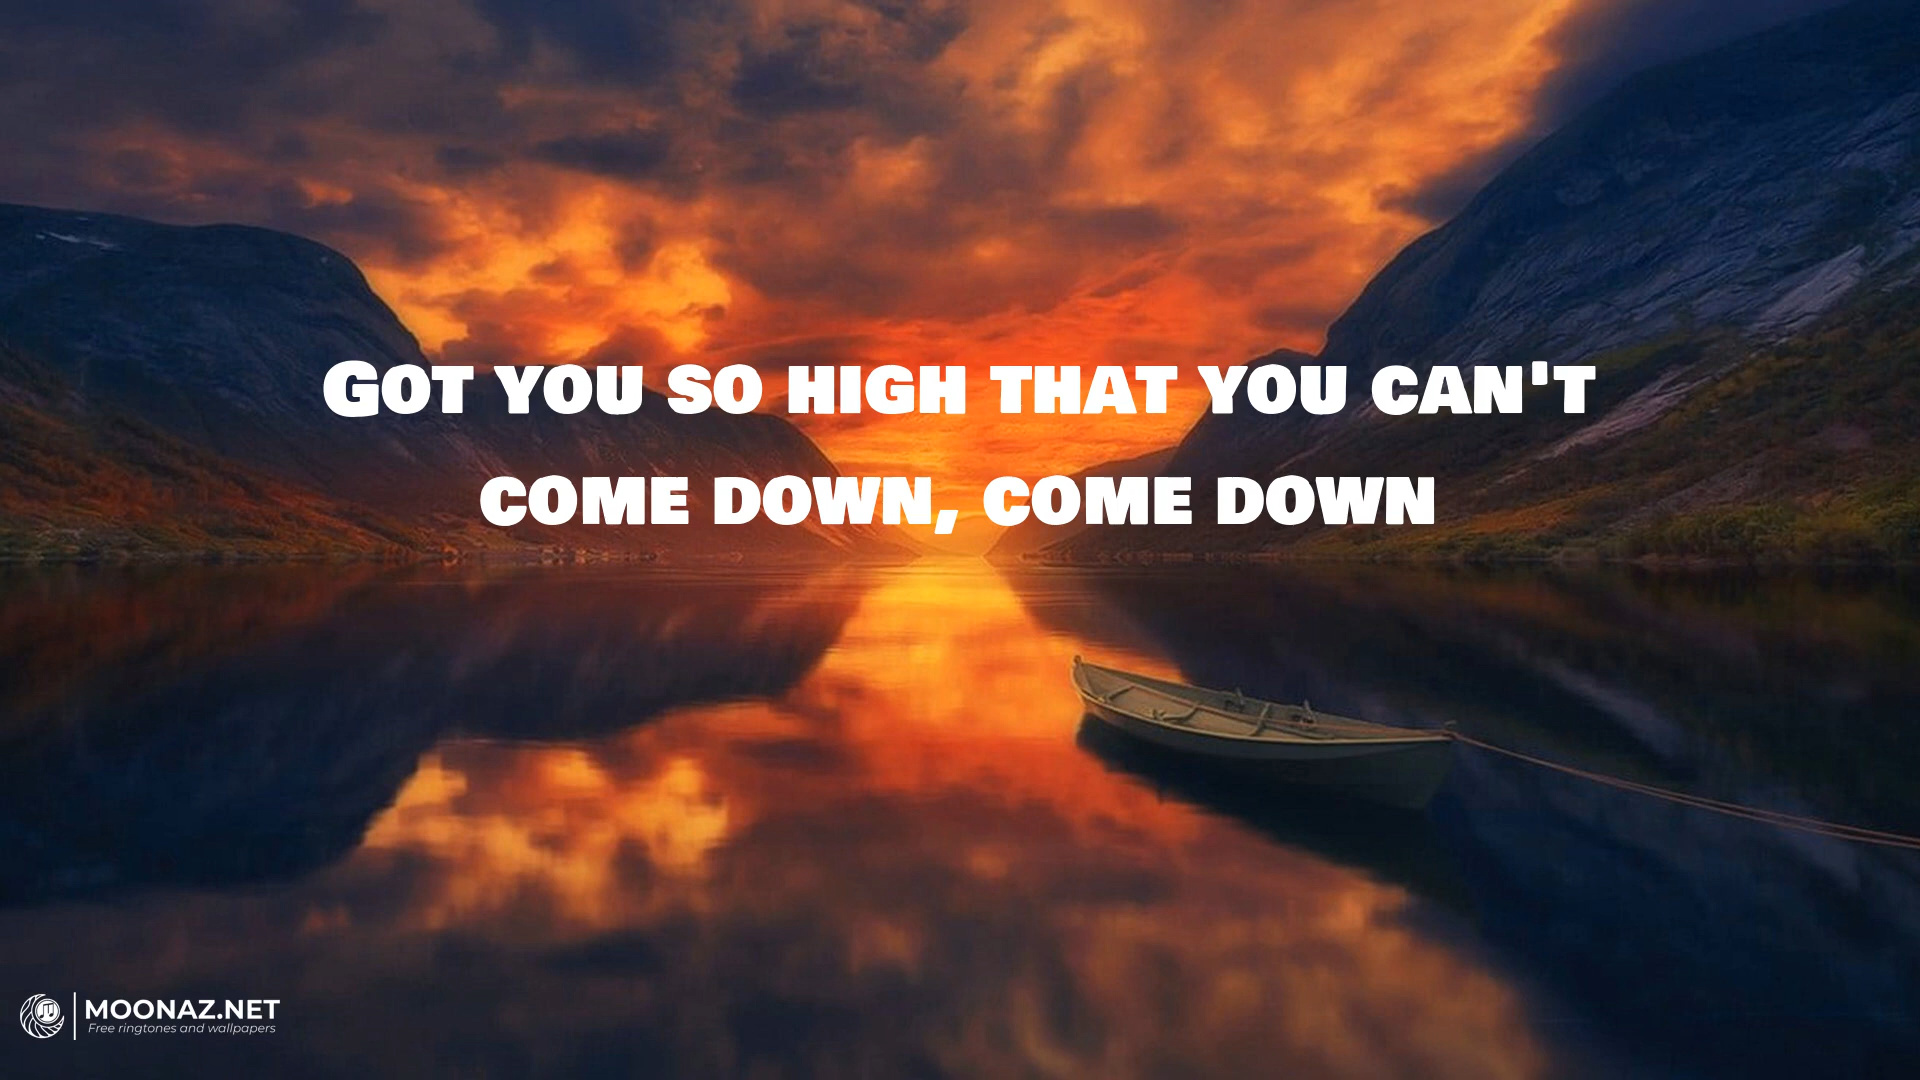 Got you so high that you can't
come down, come down
MOONAZ.NET
Free ringtones and wallpapers